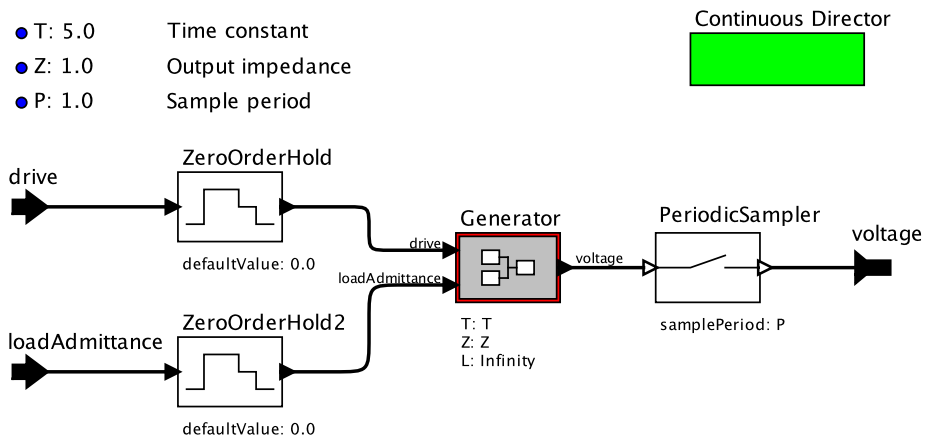 T: 5.0 Time constant
Z: 1.0 Output impedance
P: 1.0 Sample period
Continuous Director
ZeroOrderHold
drive
defaultValue: 0.0
Generator
drive
loadAdmittance
voltage
T: T
Z: Z
L: Infinity
PeriodicSampler
samplePeriod: P
voltage
ZeroOrderHold2
loadAdmittance
defaultValue: 0.0